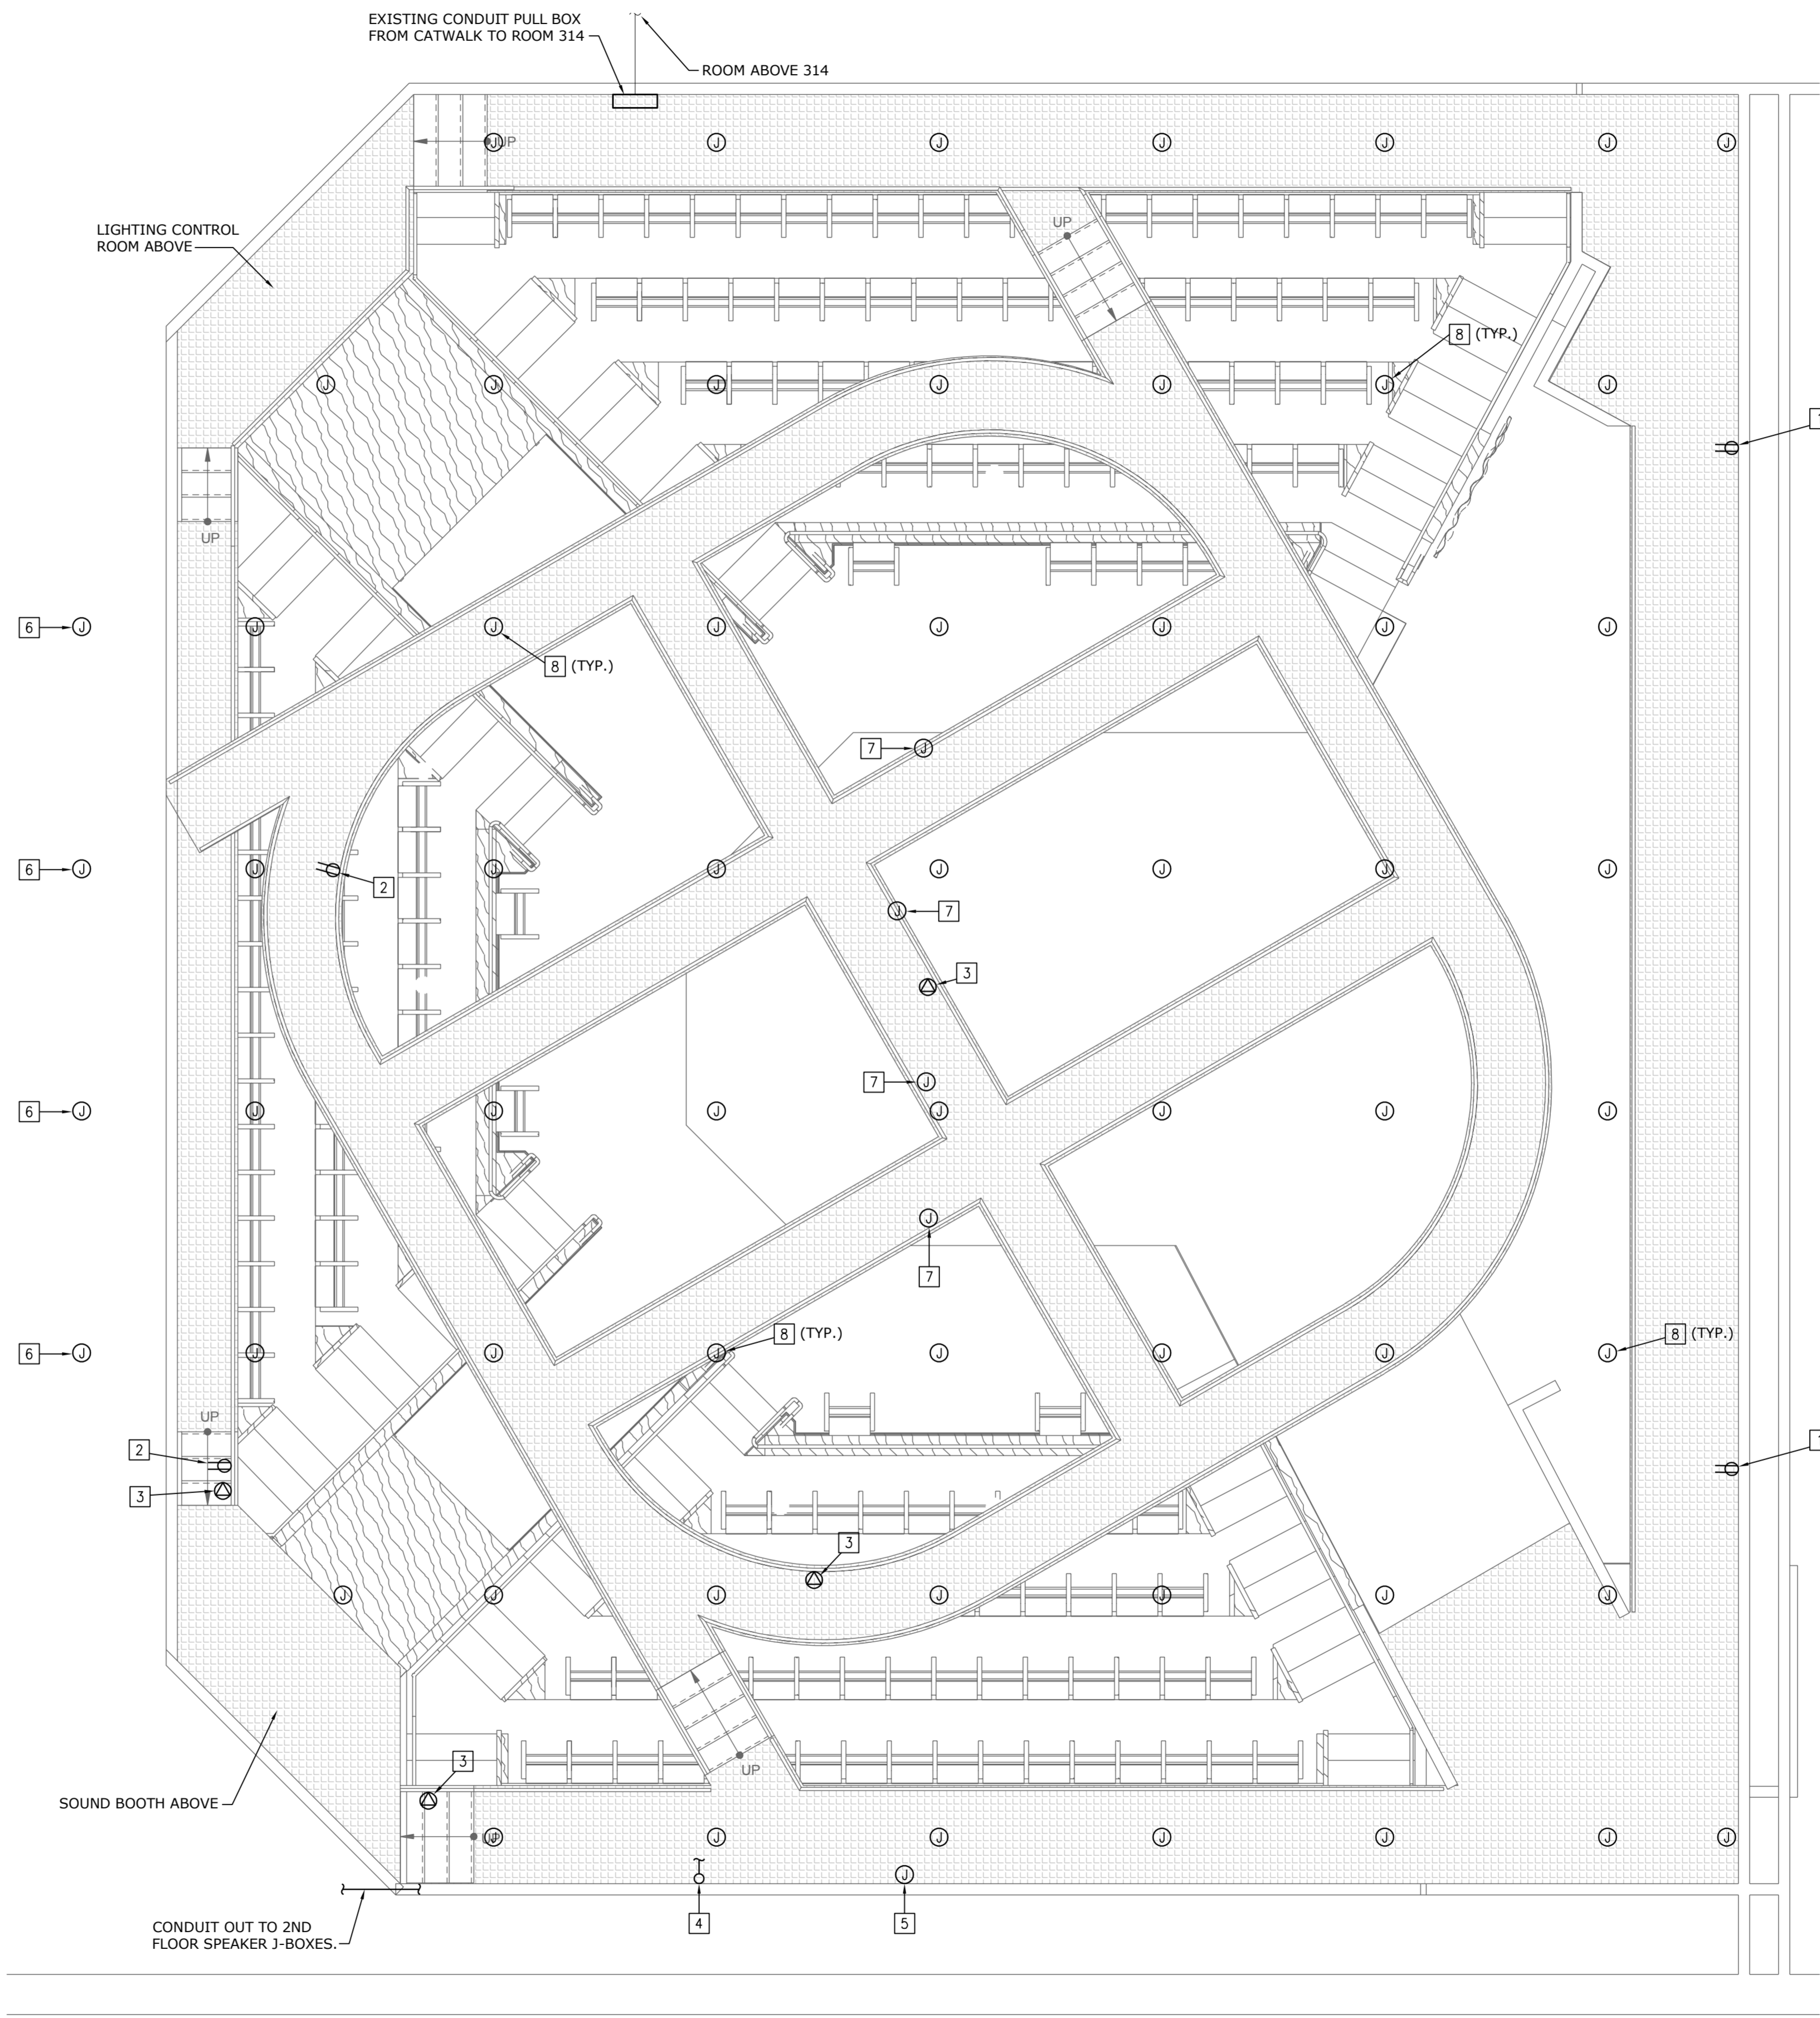 EXISTING CONDUIT PULL BOX
FROM CATWALK TO ROOM 314
ROOM ABOVE 314
J UP J J J J J J
LIGHTING CONTROL
ROOM ABOVE
UP
8 (TYP.)
J J J J J J J
UP
6 J J J J J J J J
8 (TYP.)
7 J
6 J J J J J J J J
2
J 7
3
7 J
6 J J J J J J J J
J
7
8 (TYP.)
8 (TYP.)
6 J J J J J J J J
UP
2
3
3
J J J J J J J
3
UP
SOUND BOOTH ABOVE
J UP J J J J J J
J
4
5
CONDUIT OUT TO 2ND
FLOOR SPEAKER J-BOXES.